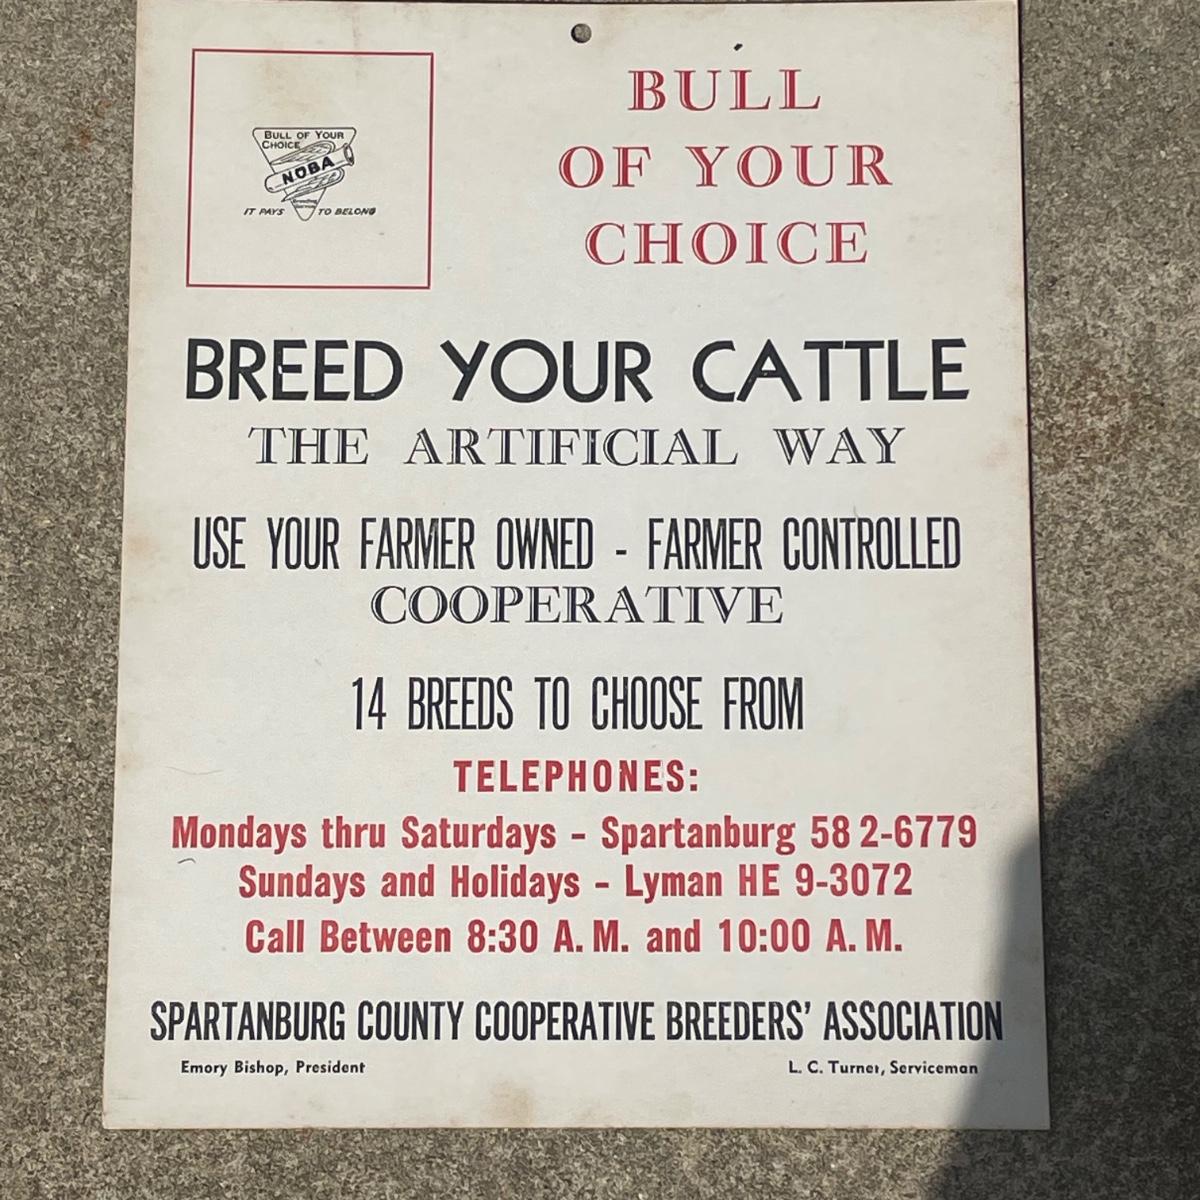 BULL OF YOUR
CHOICE
NOBA
Breeding
Service
IT PAYS TO BELONG
BULL
OF YOUR
CHOICE
BREED YOUR CATTLE
THE ARTIFICIAL WAY
USE YOUR FARMER OWNED - FARMER CONTROLLED
COOPERATIVE
14 BREEDS TO CHOOSE FROM
TELEPHONES:
Mondays thru Saturdays - Spartanburg 58 2-6779
Sundays and Holidays - Lyman HE 9-3072
Call Between 8:30 A. M. and 10:00 A. M.
SPARTANBURG COUNTY COOPERATIVE BREEDERS' ASSOCIATION
Emory Bishop, President L. C. Turner, Serviceman